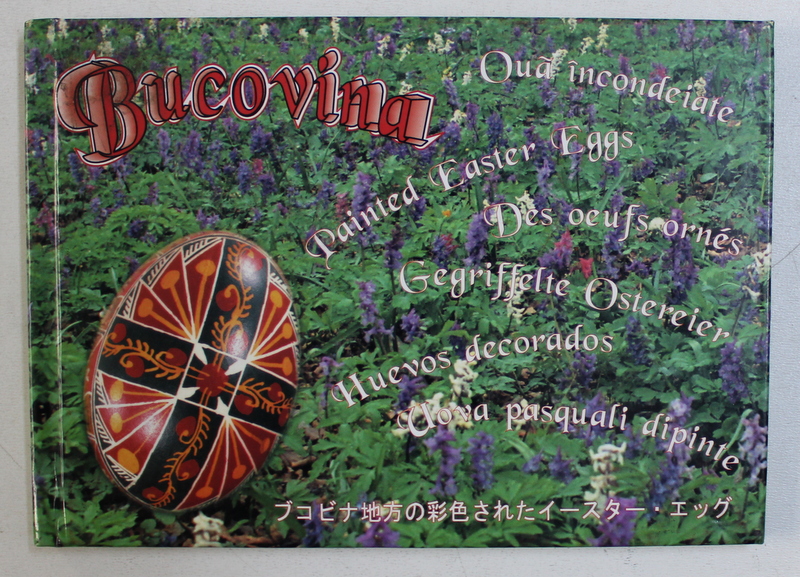 Bucovina
Ouă încondeiate
Painted Easter Eggs
Des oeufs ornés
Gegriffelte Ostereier
Huevos decorados
Uova pasquali dipinte
ブコビナ地方の彩色されたイースター・エッグ